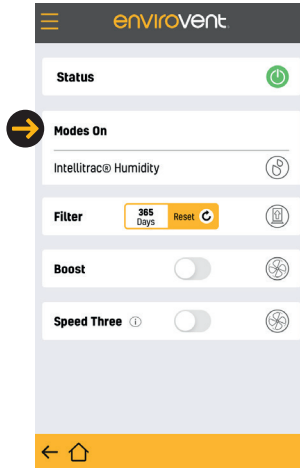 envirovent
Status
Modes On
Intellitrac® Humidity
Filter
365
Days
Reset
Boost
Speed Three